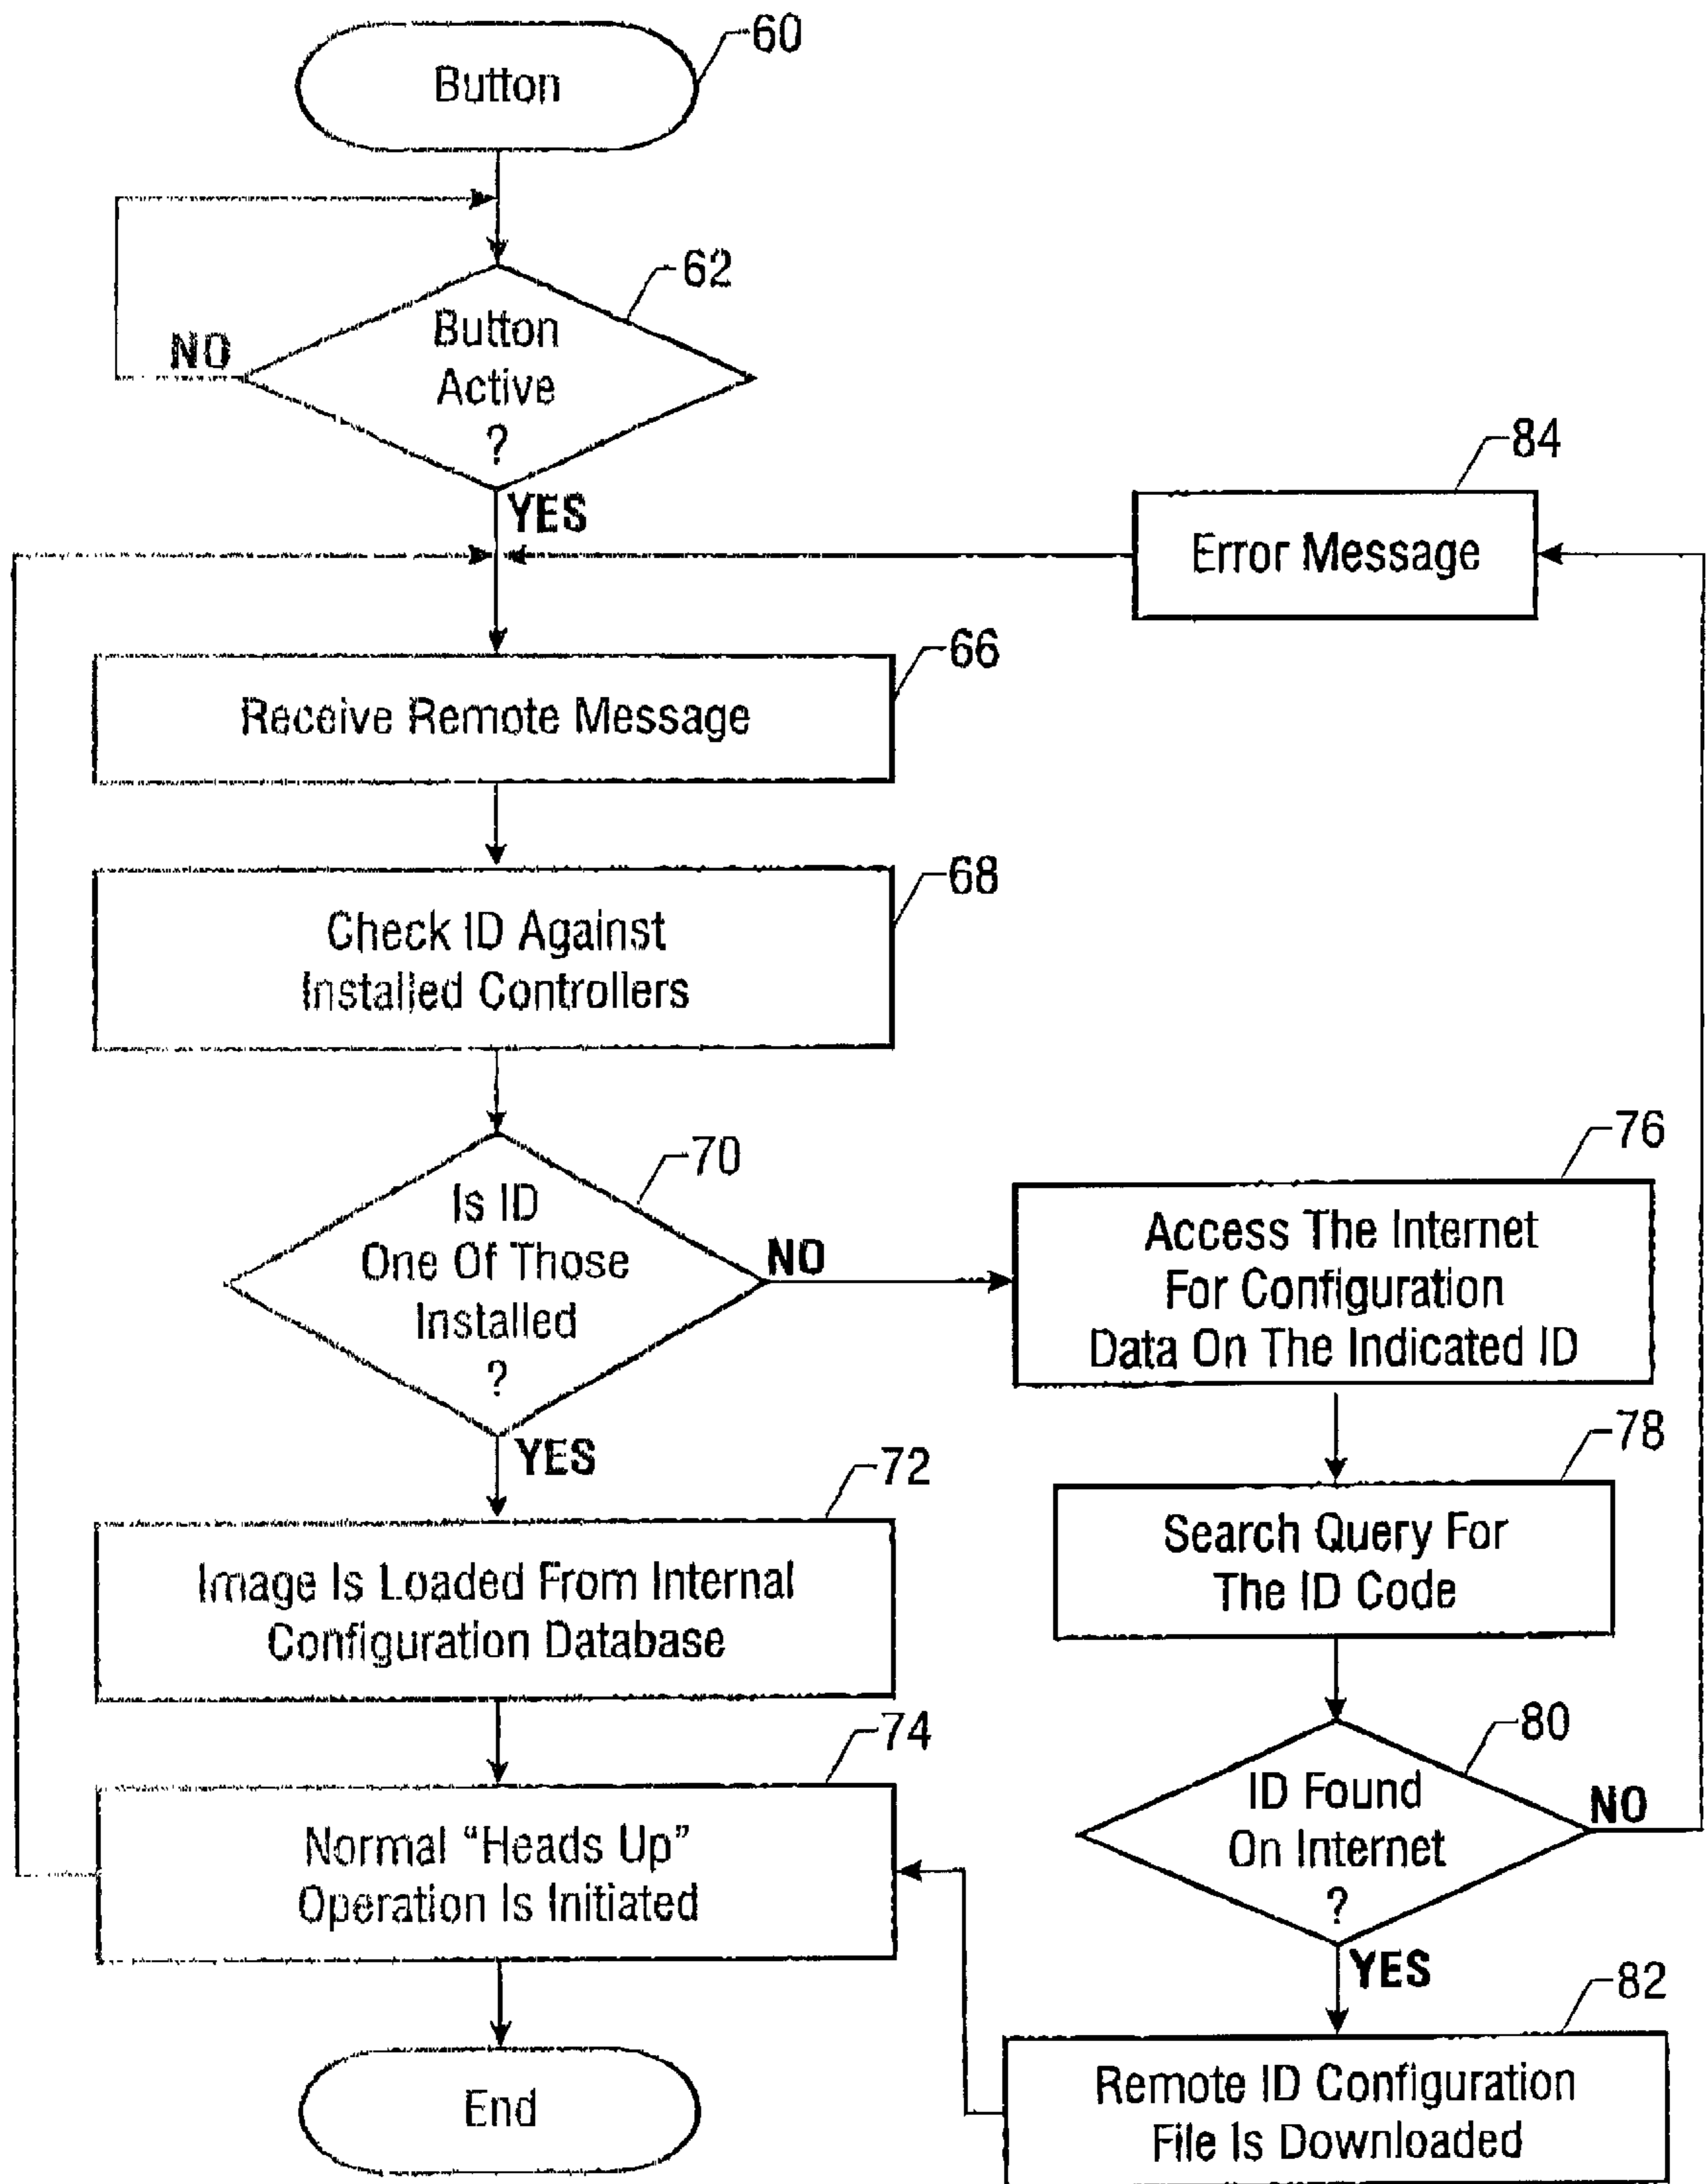 60
Button
62
Button
Active
?
NO
YES
84
Error Message
66
Receive Remote Message
68
Check ID Against
Installed Controllers
70
Is ID
One Of Those
Installed
?
NO
YES
76
Access The Internet
For Configuration
Data On The Indicated ID
78
Search Query For
The ID Code
72
Image Is Loaded From Internal
Configuration Database
74
Normal “Heads Up”
Operation Is Initiated
80
ID Found
On Internet
?
NO
YES
82
Remote ID Configuration
File Is Downloaded
End